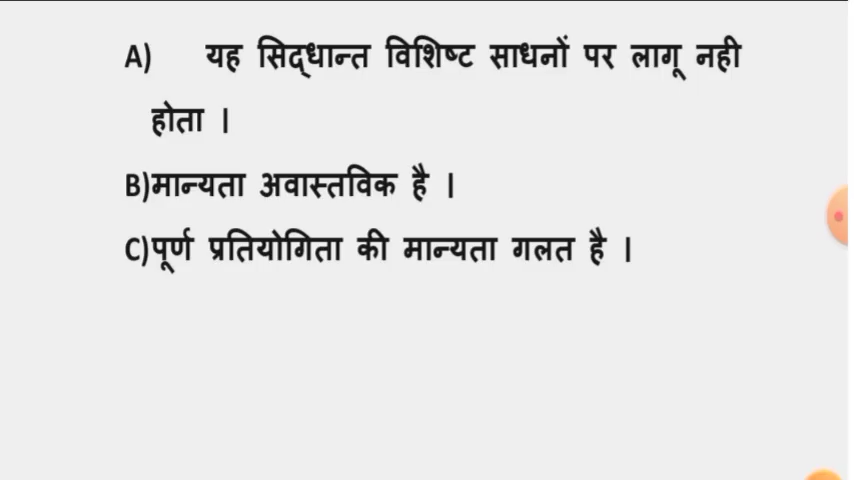 A) यह सिद्धान्त विशिष्ट साधनों पर लागू नही
होता ।
B)मान्यता अवास्तविक है ।
C)पूर्ण प्रतियोगिता की मान्यता गलत है ।